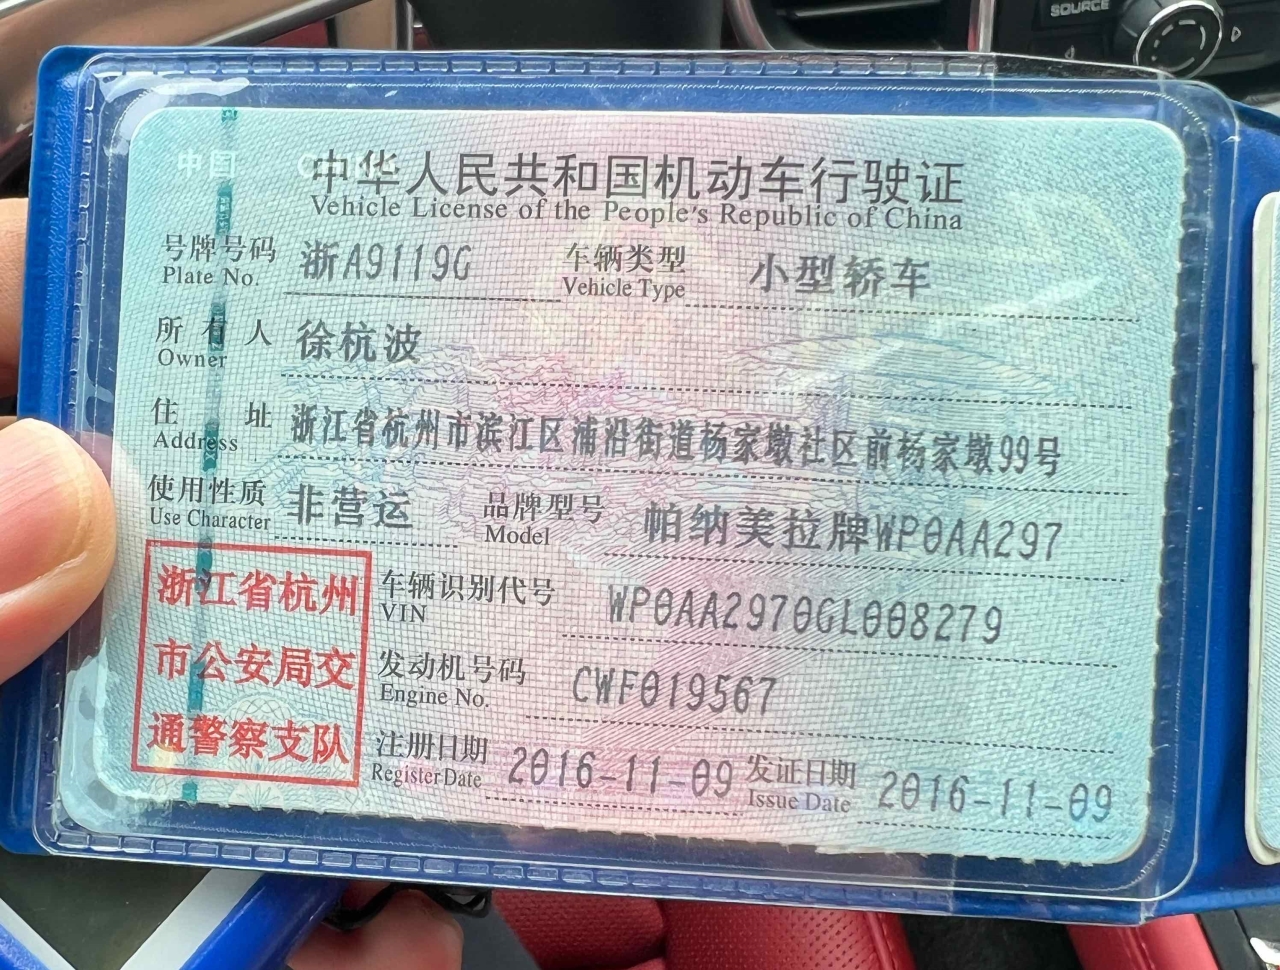 SOURCE
中国
中华人民共和国机动车行驶证
Vehicle License of the People's Republic of China
号牌号码 浙A9119G 车辆类型 小型轿车
Plate No. Vehicle Type
所有人 徐杭波
Owner
住址 浙江省杭州市滨江区浦沿街道杨家墩社区前杨家墩99号
Address
使用性质 非营运 品牌型号 帕纳美拉牌WP0AA297
Use Character Model
浙江省杭州
市公安局交
通警察支队
车辆识别代号 WP0AA2970GL008279
VIN
发动机号码 CWF019567
Engine No.
注册日期 2016-11-09 发证日期 2016-11-09
Register Date Issue Date